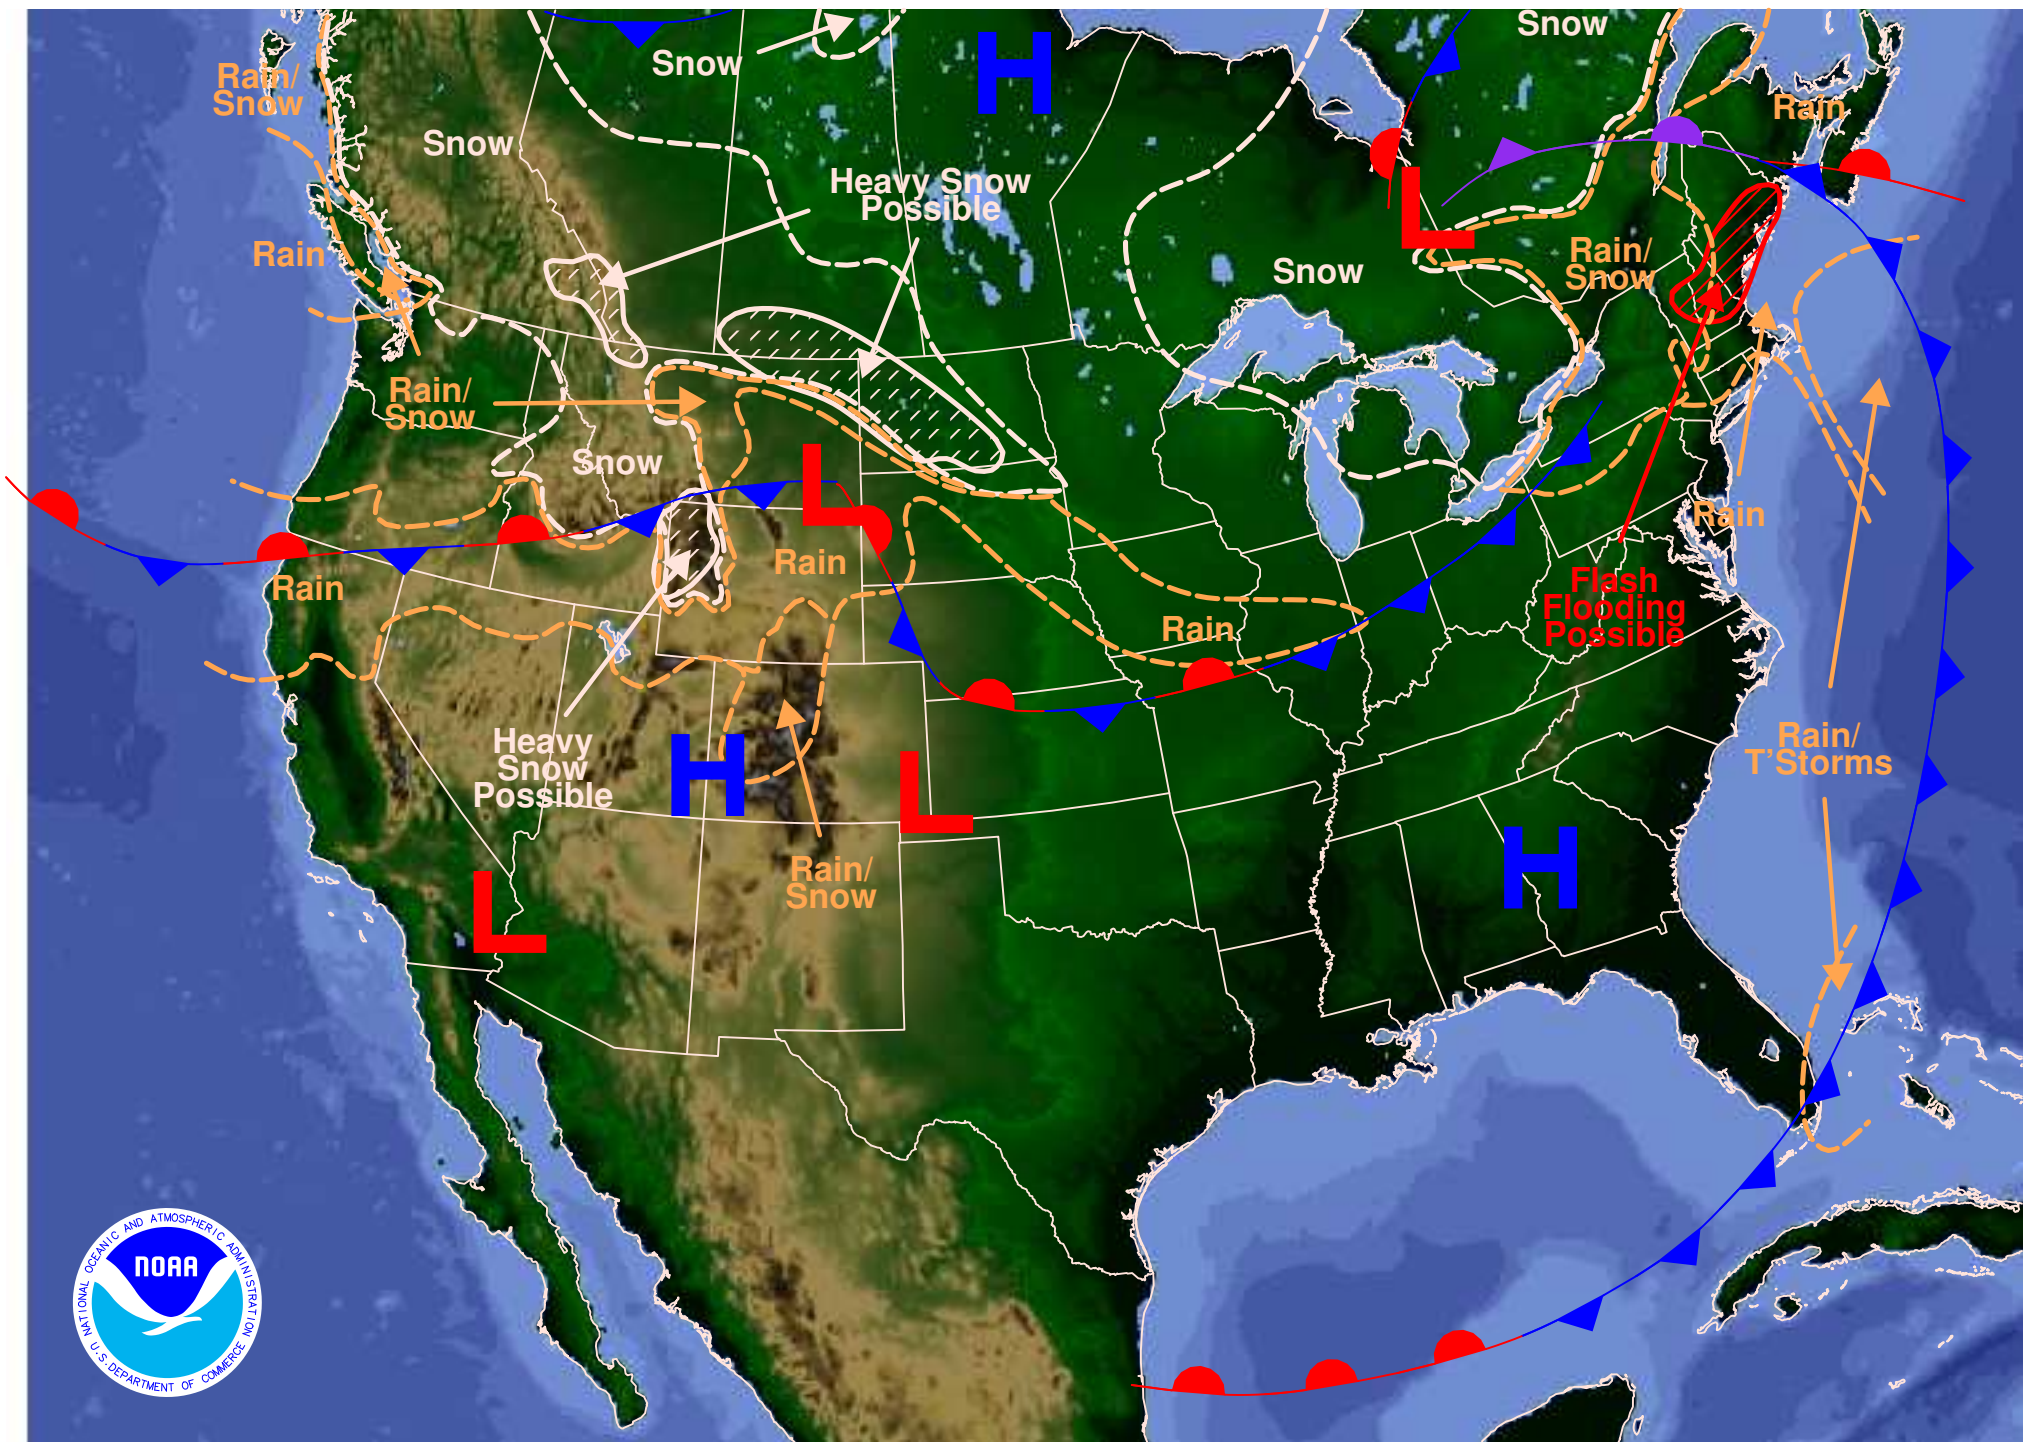 Snow
Snow
H
Rain/
Snow
Rain
Snow
Heavy Snow
Possible
L
Rain
Rain/
Snow
Snow
Rain/
Snow
Snow
L
Rain
Rain
Rain
Flash
Flooding
Possible
Rain
Heavy
Snow
Possible
H
L
Rain/
T'Storms
Rain/
Snow
H
L
NATIONAL OCEANIC AND ATMOSPHERIC ADMINISTRATION
NOAA
U.S. DEPARTMENT OF COMMERCE